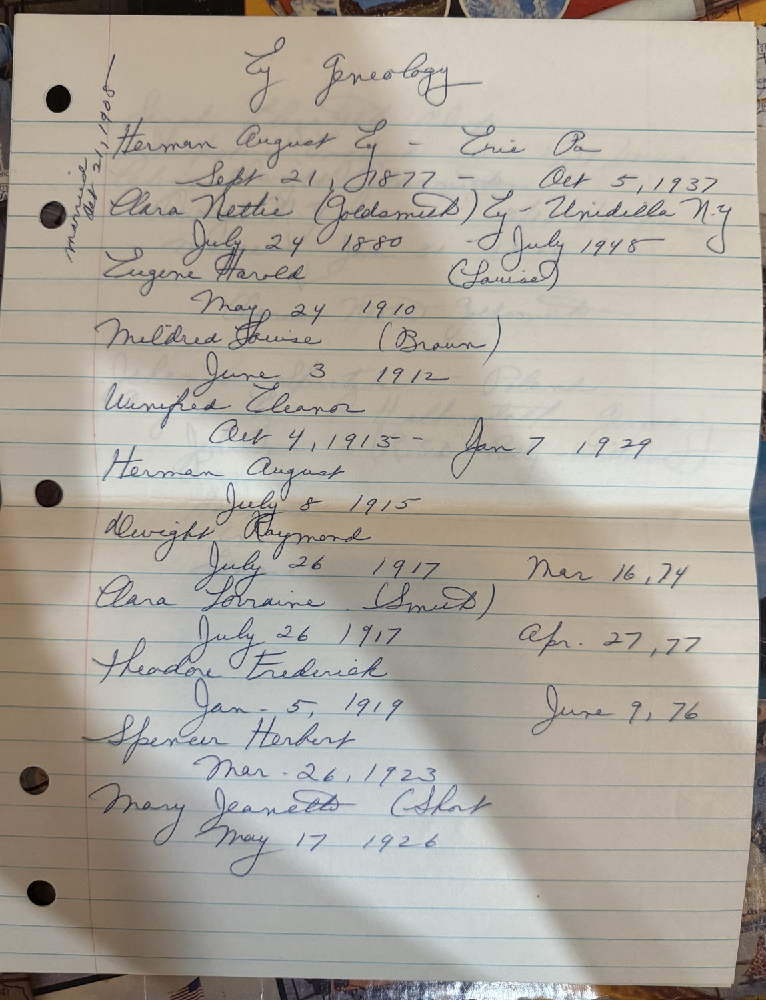 Ey Geneology
married
Oct 21, 1908
Herman August Ey - Erie Pa
Sept 21, 1877 - Oct 5, 1937
Clara Nettie (Goldsmith) Ey - Unidilla N.Y
July 24 1880 - July 1948
Eugene Harold (Louise)
May 24 1910
Mildred Louise (Braun)
June 3 1912
Winifred Eleanor
Oct 4, 1913 - Jan 7 1929
Herman August
July 8 1915
Dwight Raymond
July 26 1917 Mar 16, 74
Clara Lorraine (Smith)
July 26 1917 Apr. 27, 77
Theodore Frederick
Jan - 5, 1919 June 9, 76
Spencer Herbert
Mar - 26, 1923
Mary Jeanette (Short
May 17 1926